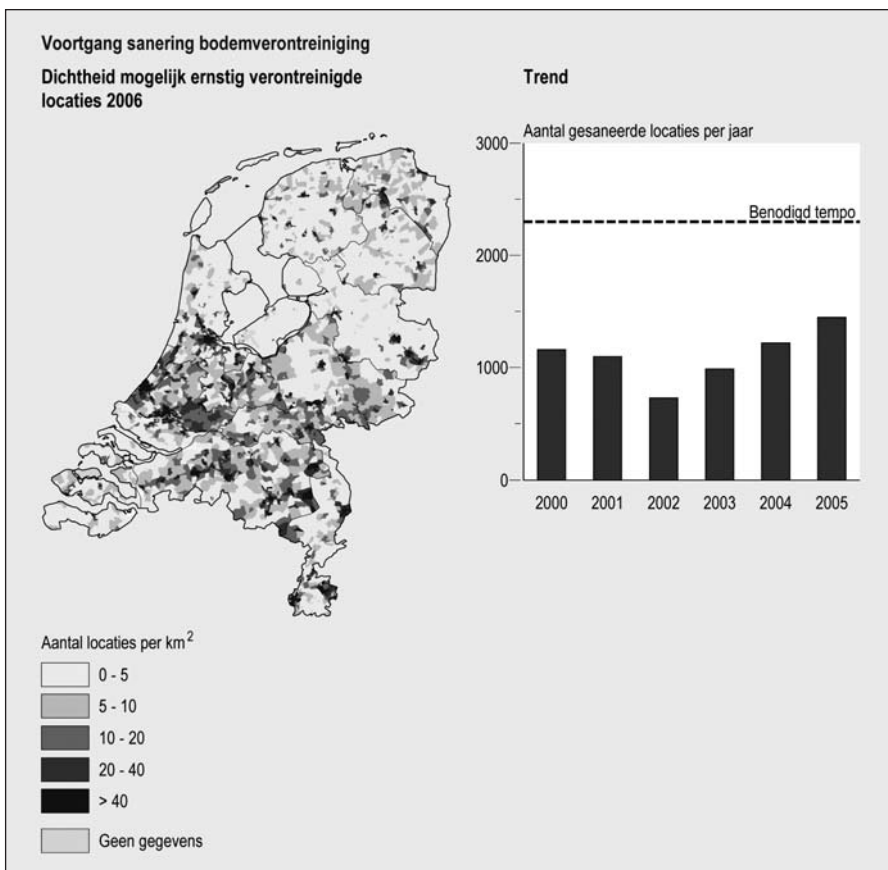 Voortgang sanering bodemverontreiniging
Dichtheid mogelijk ernstig verontreinigde
locaties 2006
Trend
Aantal gesaneerde locaties per jaar
3000
Benodigd tempo
2000
1000
0
2000 2001 2002 2003 2004 2005
Aantal locaties per km²
0 - 5
5 - 10
10 - 20
20 - 40
> 40
Geen gegevens